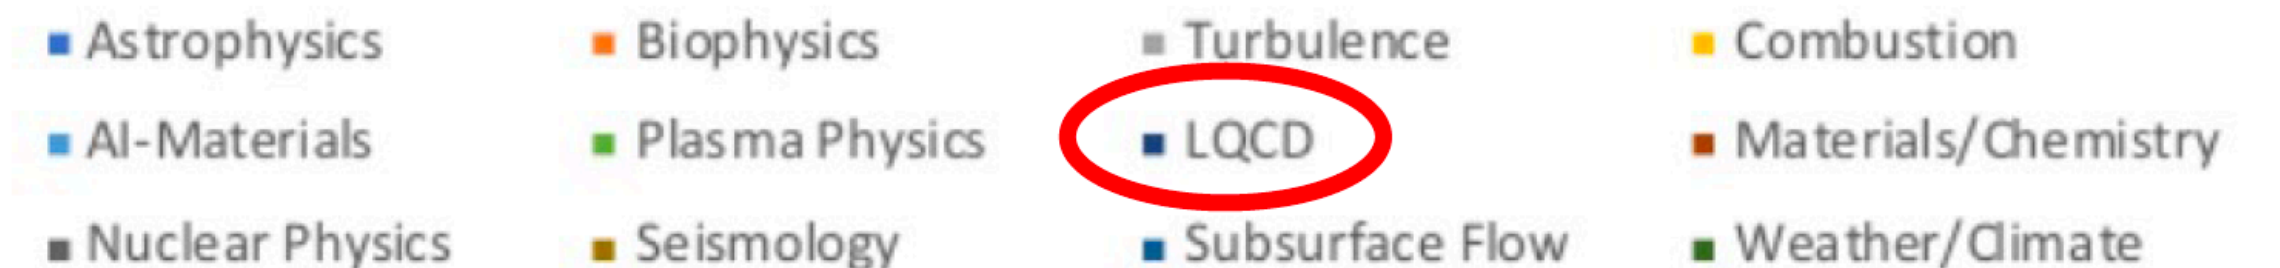 Astrophysics Biophysics Turbulence Combustion
AI-Materials Plasma Physics LQCD Materials/Chemistry
Nuclear Physics Seismology Subsurface Flow Weather/Climate